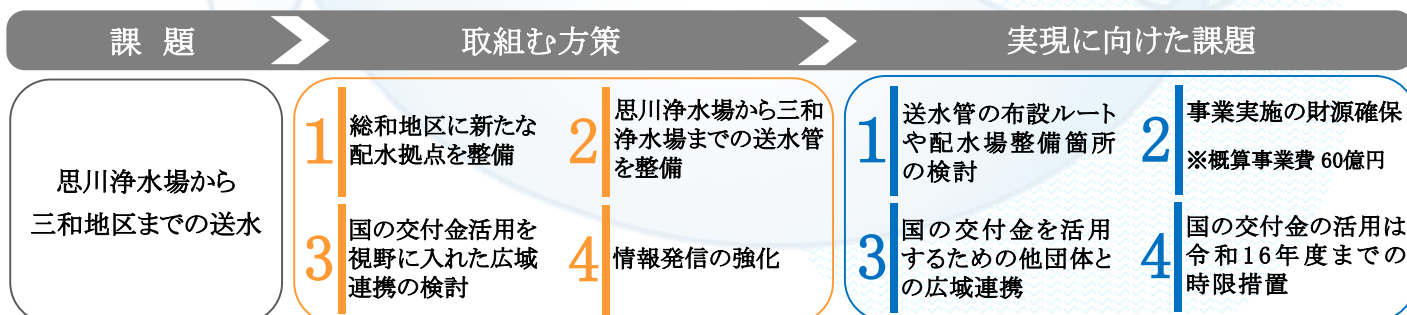 課 題
取組む方策
実現に向けた課題
思川浄水場から
三和地区までの送水
1
総和地区に新たな
配水拠点を整備
2
思川浄水場から三和
浄水場までの送水管
を整備
3
国の交付金活用を
視野に入れた広域
連携の検討
4
情報発信の強化
1
送水管の布設ルート
や配水場整備箇所
の検討
2
事業実施の財源確保
※概算事業費 60億円
3
国の交付金を活用
するための他団体と
の広域連携
4
国の交付金の活用は
令和16年度までの
時限措置